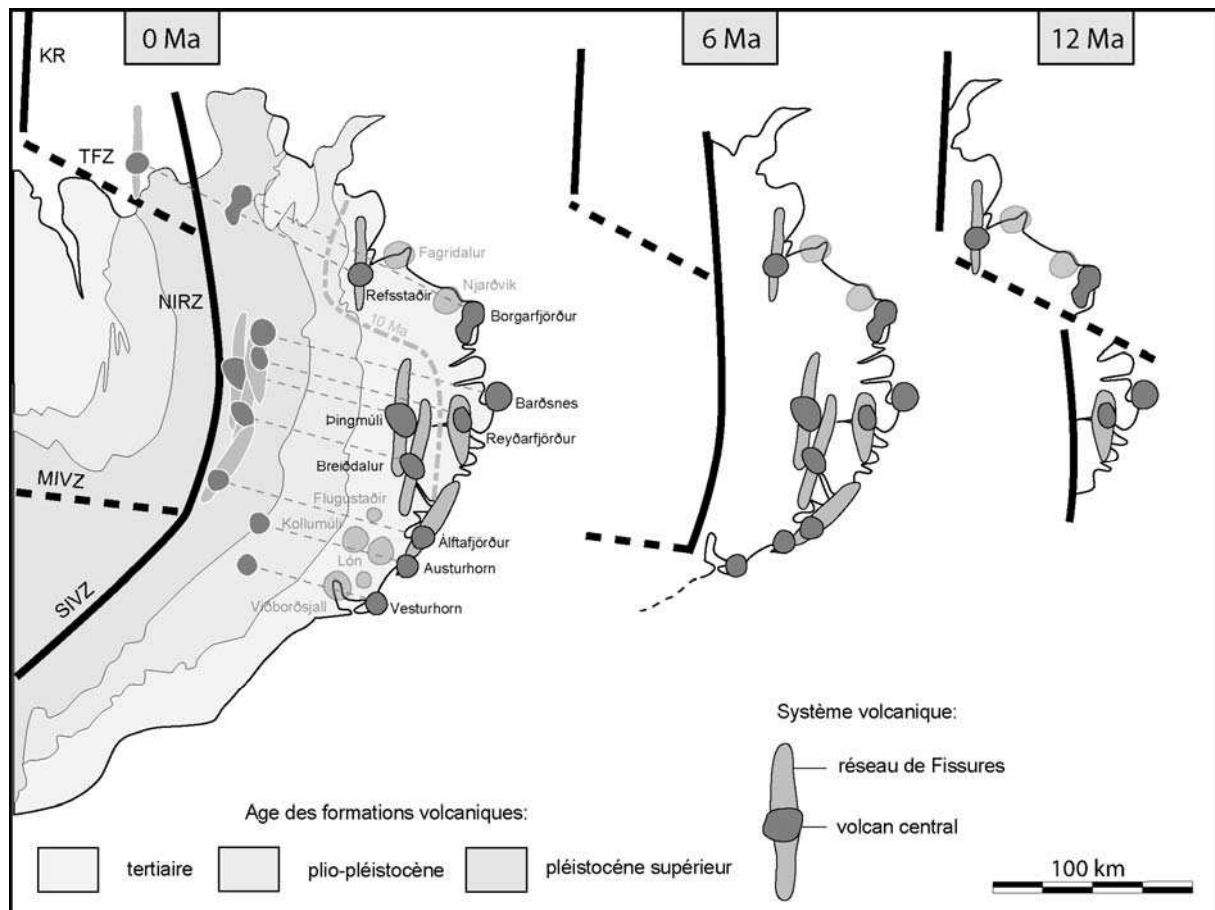 0 Ma
6 Ma
12 Ma
KR
TFZ
NIRZ
MIVZ
SIVZ
10 Ma
Fagridalur
Refsstaðir
Njarðvik
Borgarfjörður
Barðsnes
Þingmúli
Reyðarfjörður
Breiðdalur
Flugustaðir
Kollumúli
Álftafjörður
Lón
Austurhorn
Viðborðsjall
Vesturhorn
Système volcanique:
réseau de Fissures
volcan central
Age des formations volcaniques:
tertiaire
plio-pléistocène
pléistocéne supérieur
100 km